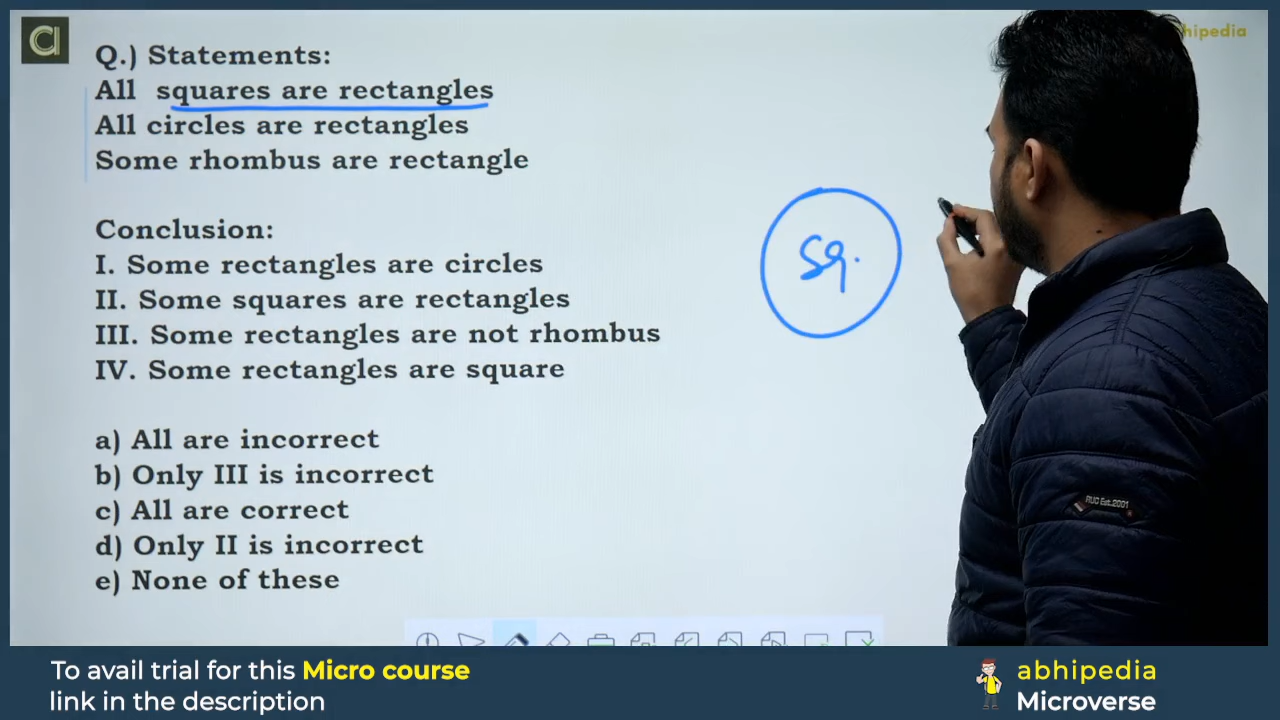 hipedia
Q.) Statements:
All squares are rectangles
All circles are rectangles
Some rhombus are rectangle
Conclusion:
I. Some rectangles are circles
II. Some squares are rectangles
III. Some rectangles are not rhombus
IV. Some rectangles are square
a) All are incorrect
b) Only III is incorrect
c) All are correct
d) Only II is incorrect
e) None of these
Sq.
RUC Est.2001
To avail trial for this Micro course
link in the description
abhipedia
Microverse